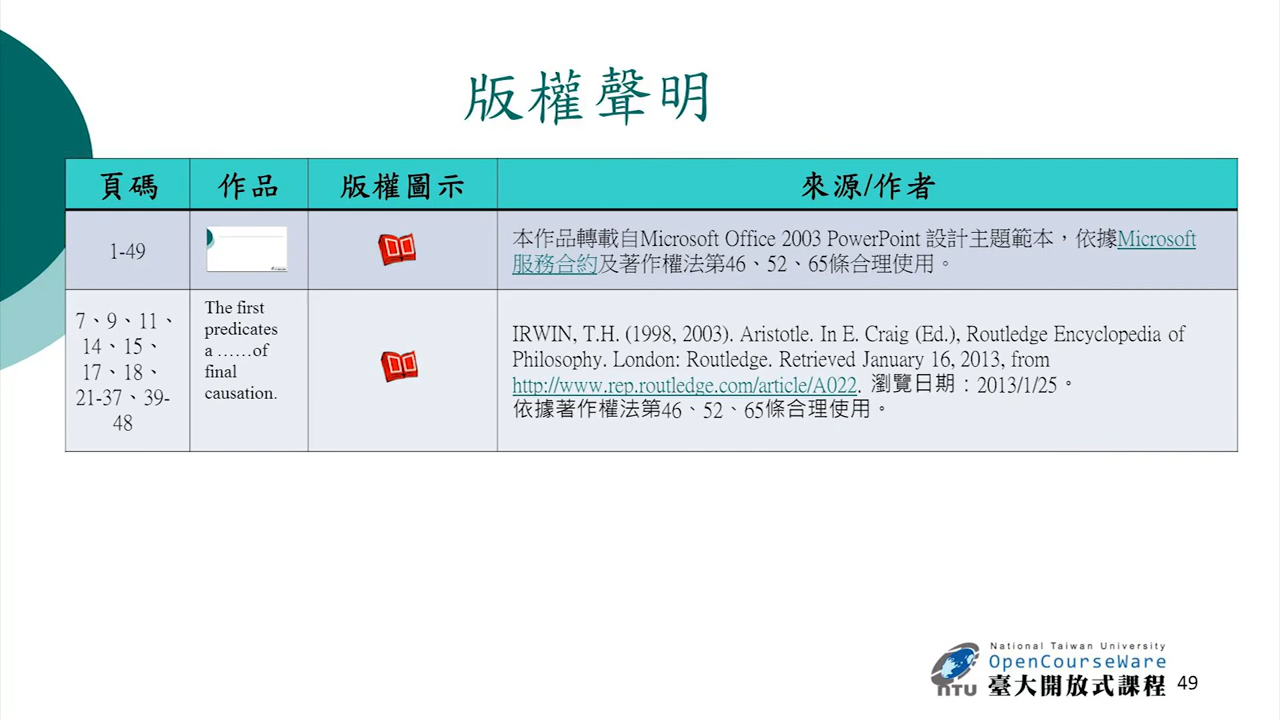 版權聲明
頁碼
作品
版權圖示
來源/作者
1-49
本作品轉載自Microsoft Office 2003 PowerPoint 設計主題範本，依據Microsoft
服務合約及著作權法第46、52、65條合理使用。
7、9、11、
14、15、
17、18、
21-37、39-
48
The first
predicates
a ……of
final
causation.
IRWIN, T.H. (1998, 2003). Aristotle. In E. Craig (Ed.), Routledge Encyclopedia of
Philosophy. London: Routledge. Retrieved January 16, 2013, from
http://www.rep.routledge.com/article/A022. 瀏覽日期：2013/1/25。
依據著作權法第46、52、65條合理使用。
National Taiwan University
OpenCourseWare
NTU 臺大開放式課程
49